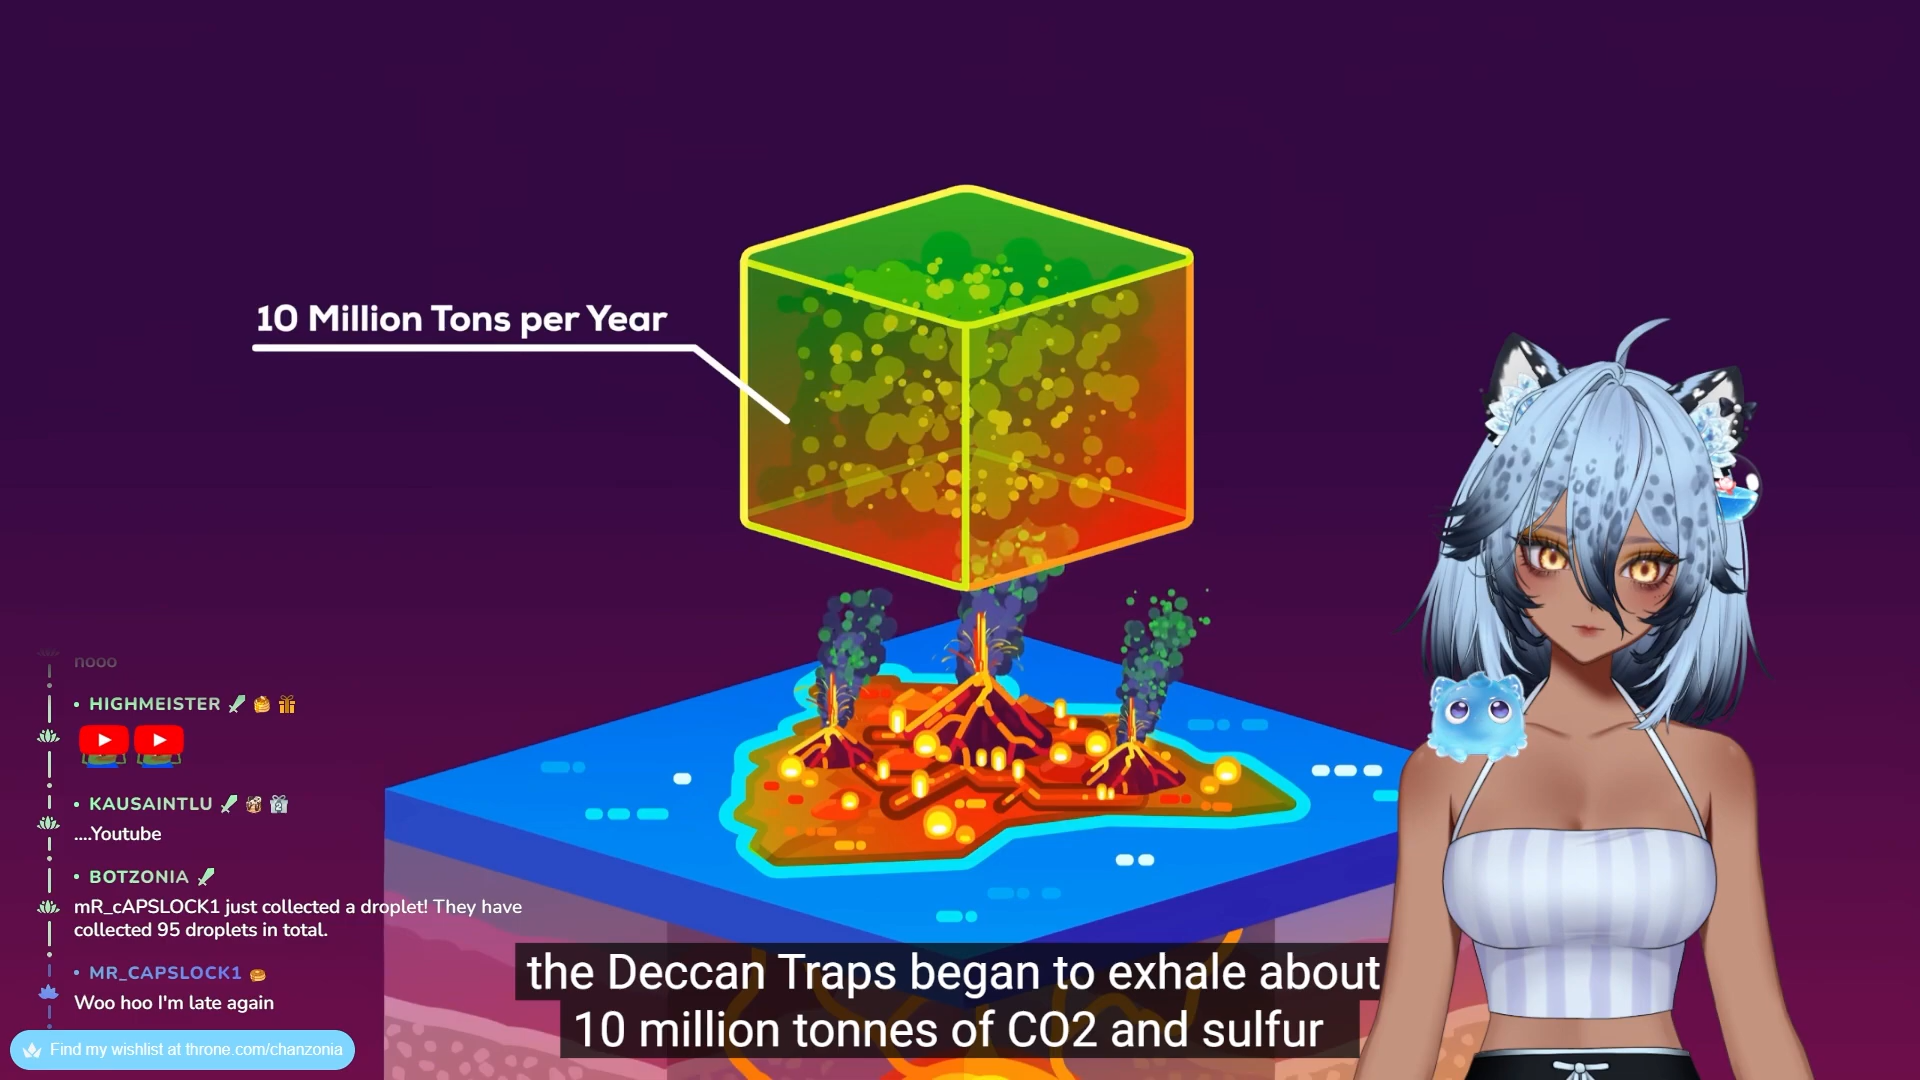 10 Million Tons per Year
nooo
• HIGHMEISTER
• KAUSAINTLU
....Youtube
• BOTZONIA
mR_cAPSLOCK1 just collected a droplet! They have
collected 95 droplets in total.
• MR_CAPSLOCK1
Woo hoo I'm late again
Find my wishlist at throne.com/chanzonia
the Deccan Traps began to exhale about
10 million tonnes of CO2 and sulfur